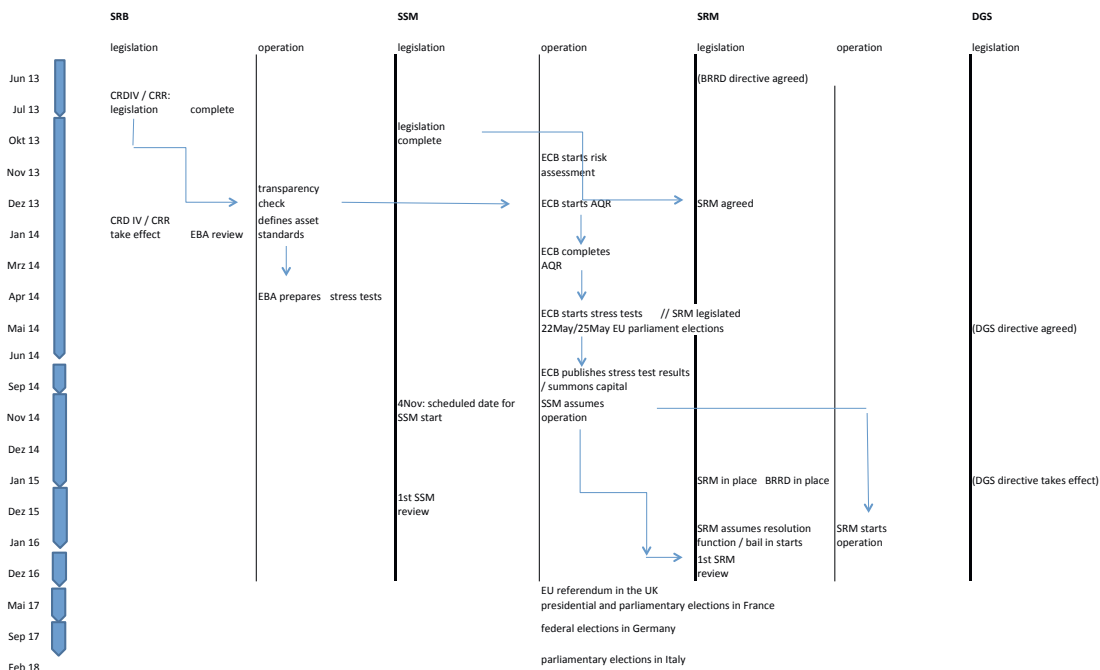 SRB SSM SRM DGS
legislation operation legislation operation legislation operation legislation
Jun 13 (BRRD directive agreed)
CRDIV / CRR:
Jul 13 legislation complete
legislation
Okt 13 complete
ECB starts risk
Nov 13 assessment
transparency
Dez 13 check ECB starts AQR SRM agreed
CRD IV / CRR defines asset
Jan 14 take effect EBA review standards
ECB completes
Mrz 14 AQR
Apr 14 EBA prepares stress tests
ECB starts stress tests // SRM legislated
Mai 14 22May/25May EU parliament elections (DGS directive agreed)
Jun 14
ECB publishes stress test results
Sep 14 / summons capital
4Nov: scheduled date for SSM assumes
Nov 14 SSM start operation
Dez 14
Jan 15 SRM in place BRRD in place (DGS directive takes effect)
1st SSM
Dez 15 review
SRM assumes resolution SRM starts
Jan 16 function / bail in starts operation
1st SRM
Dez 16 review
EU referendum in the UK
Mai 17 presidential and parliamentary elections in France
Sep 17 federal elections in Germany
parliamentary elections in Italy
Feb 18